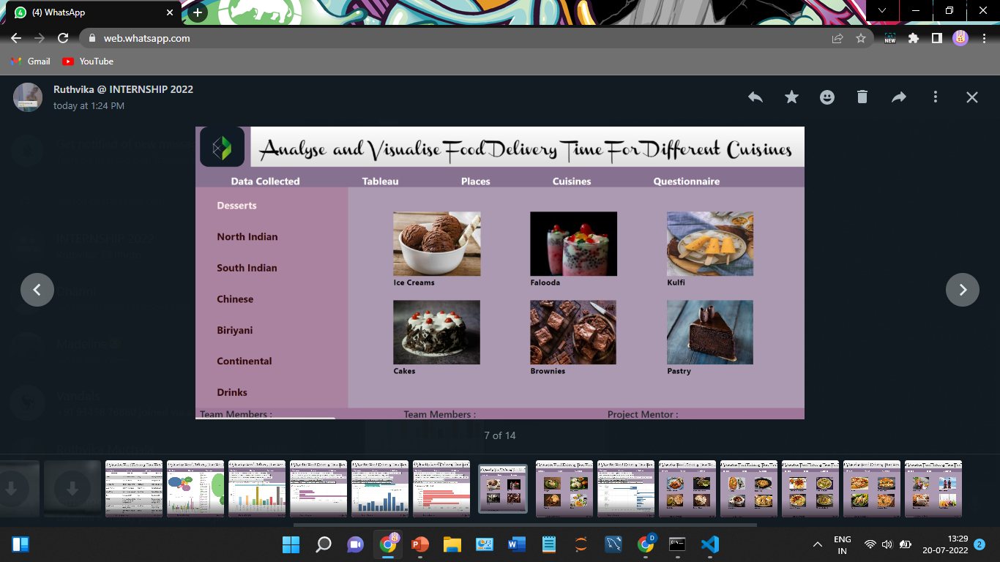 (4) WhatsApp
web.whatsapp.com
NEW
Gmail
YouTube
Ruthvika @ INTERNSHIP 2022
today at 1:24 PM
Analyse and Visualise Food Delivery Time For Different Cuisines
Data Collected Tableau Places Cuisines Questionnaire
Desserts
North Indian
South Indian
Chinese
Biriyani
Continental
Drinks
Ice Creams Falooda Kulfi
Cakes Brownies Pastry
Team Members : Team Members : Project Mentor :
7 of 14
ENG
IN
13:29
20-07-2022
2